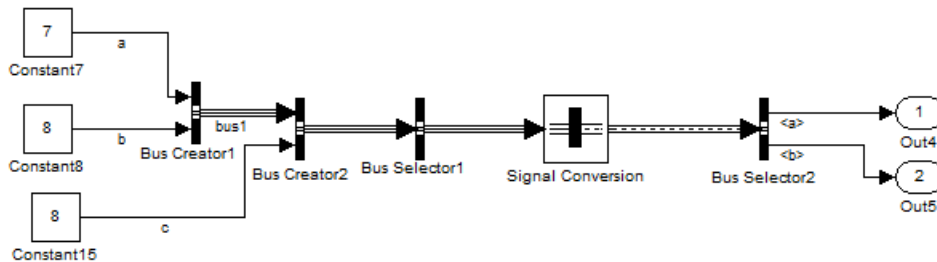 7
a
Constant7
8
b
Constant8
8
c
Constant15
Bus Creator1
bus1
Bus Creator2
Bus Selector1
Signal Conversion
Bus Selector2
<a>
<b>
1
Out4
2
Out5